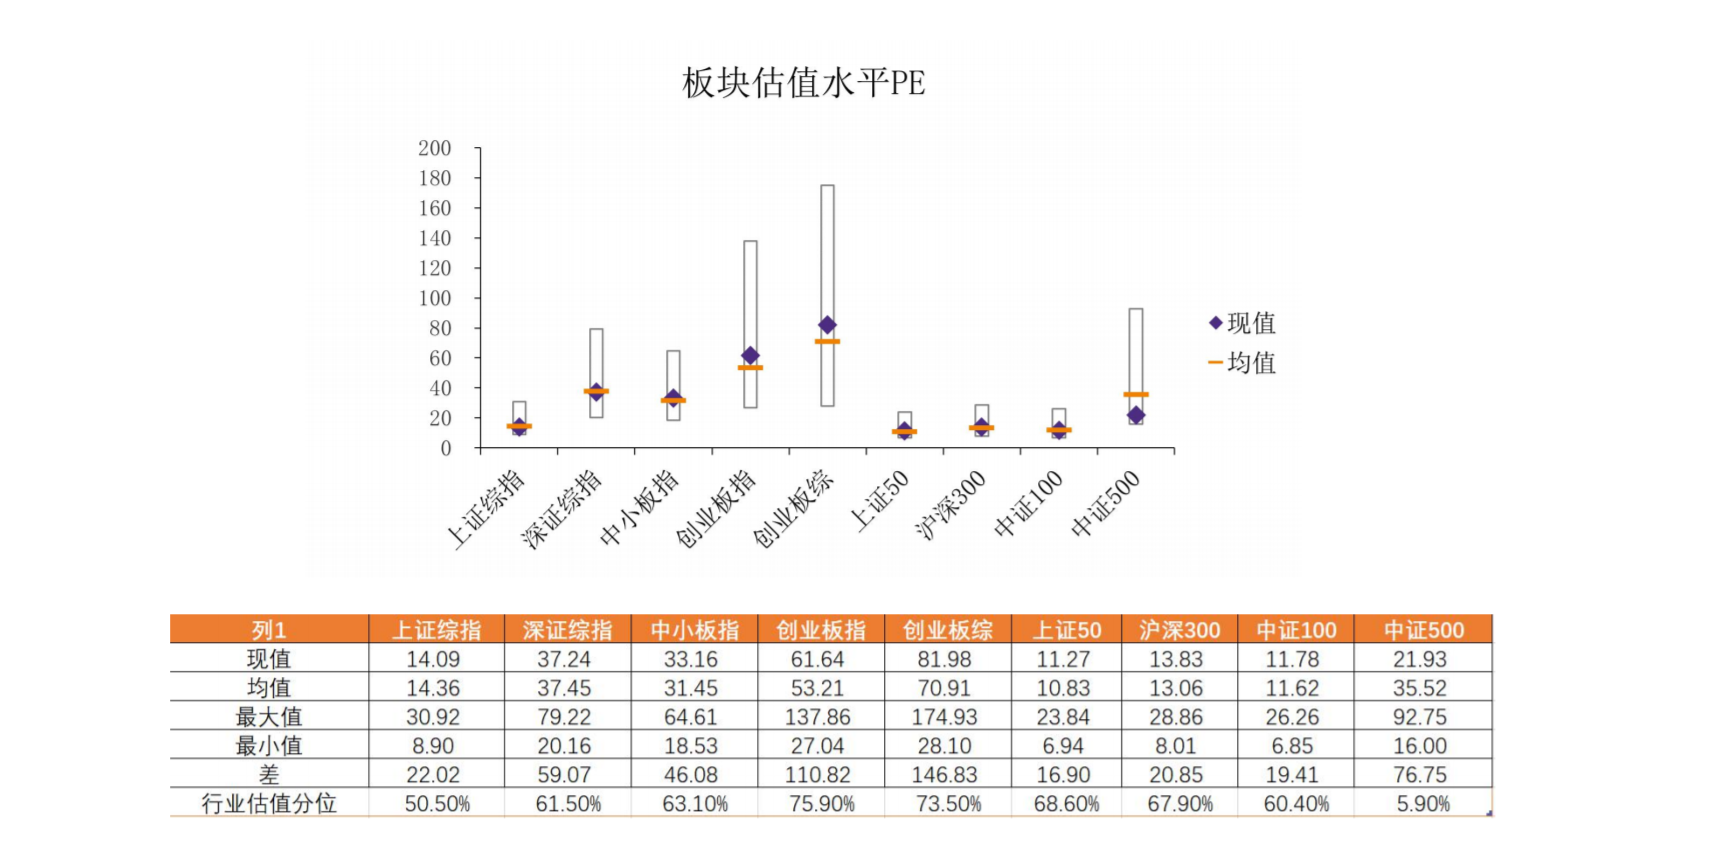 板块估值水平PE
200
180
160
140
120
100
80
60
40
20
0
现值
均值
上证综指 深证综指 中小板指 创业板指 创业板综 上证50 沪深300 中证100 中证500
列1 上证综指 深证综指 中小板指 创业板指 创业板综 上证50 沪深300 中证100 中证500
现值 14.09 37.24 33.16 61.64 81.98 11.27 13.83 11.78 21.93
均值 14.36 37.45 31.45 53.21 70.91 10.83 13.06 11.62 35.52
最大值 30.92 79.22 64.61 137.86 174.93 23.84 28.86 26.26 92.75
最小值 8.90 20.16 18.53 27.04 28.10 6.94 8.01 6.85 16.00
差 22.02 59.07 46.08 110.82 146.83 16.90 20.85 19.41 76.75
行业估值分位 50.50% 61.50% 63.10% 75.90% 73.50% 68.60% 67.90% 60.40% 5.90%